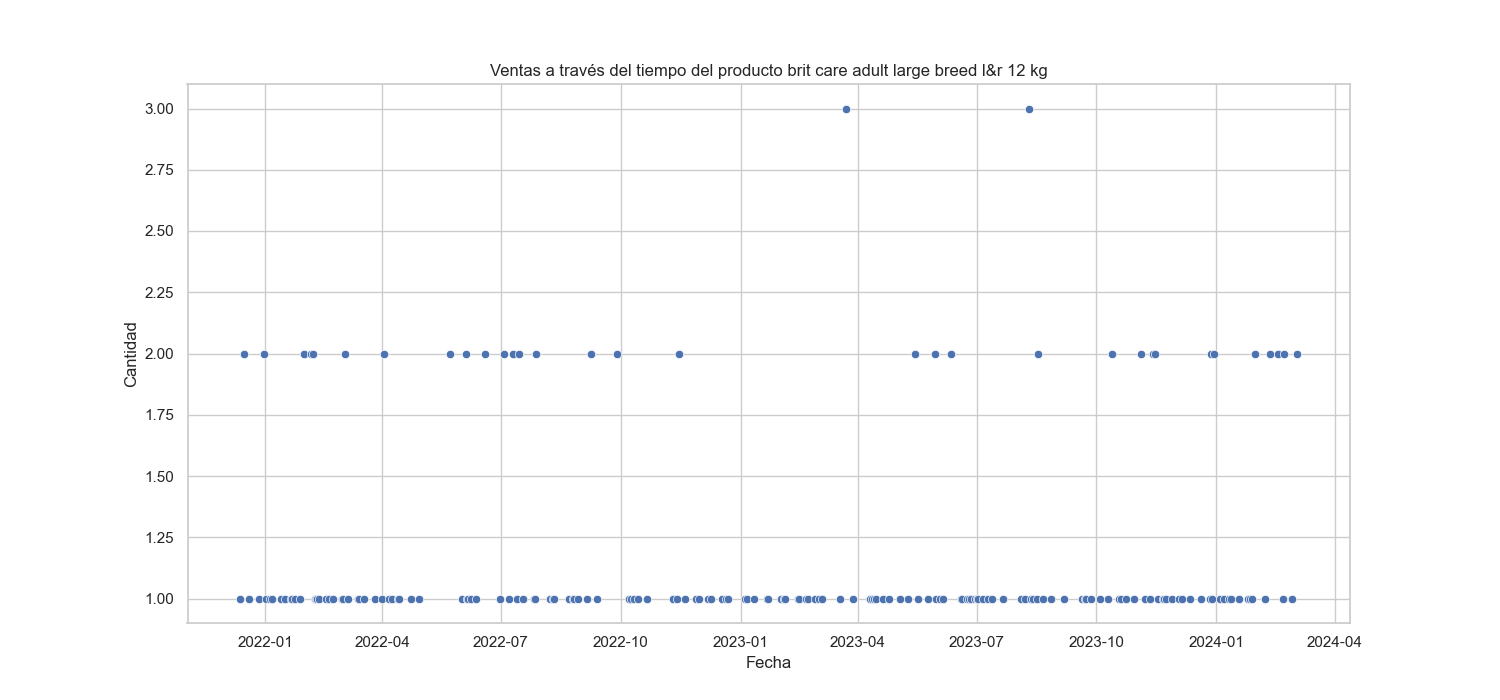 Ventas a través del tiempo del producto brit care adult large breed l&r 12 kg
3.00
2.75
2.50
2.25
2.00
1.75
1.50
1.25
1.00
Cantidad
2022-01 2022-04 2022-07 2022-10 2023-01 2023-04 2023-07 2023-10 2024-01 2024-04
Fecha